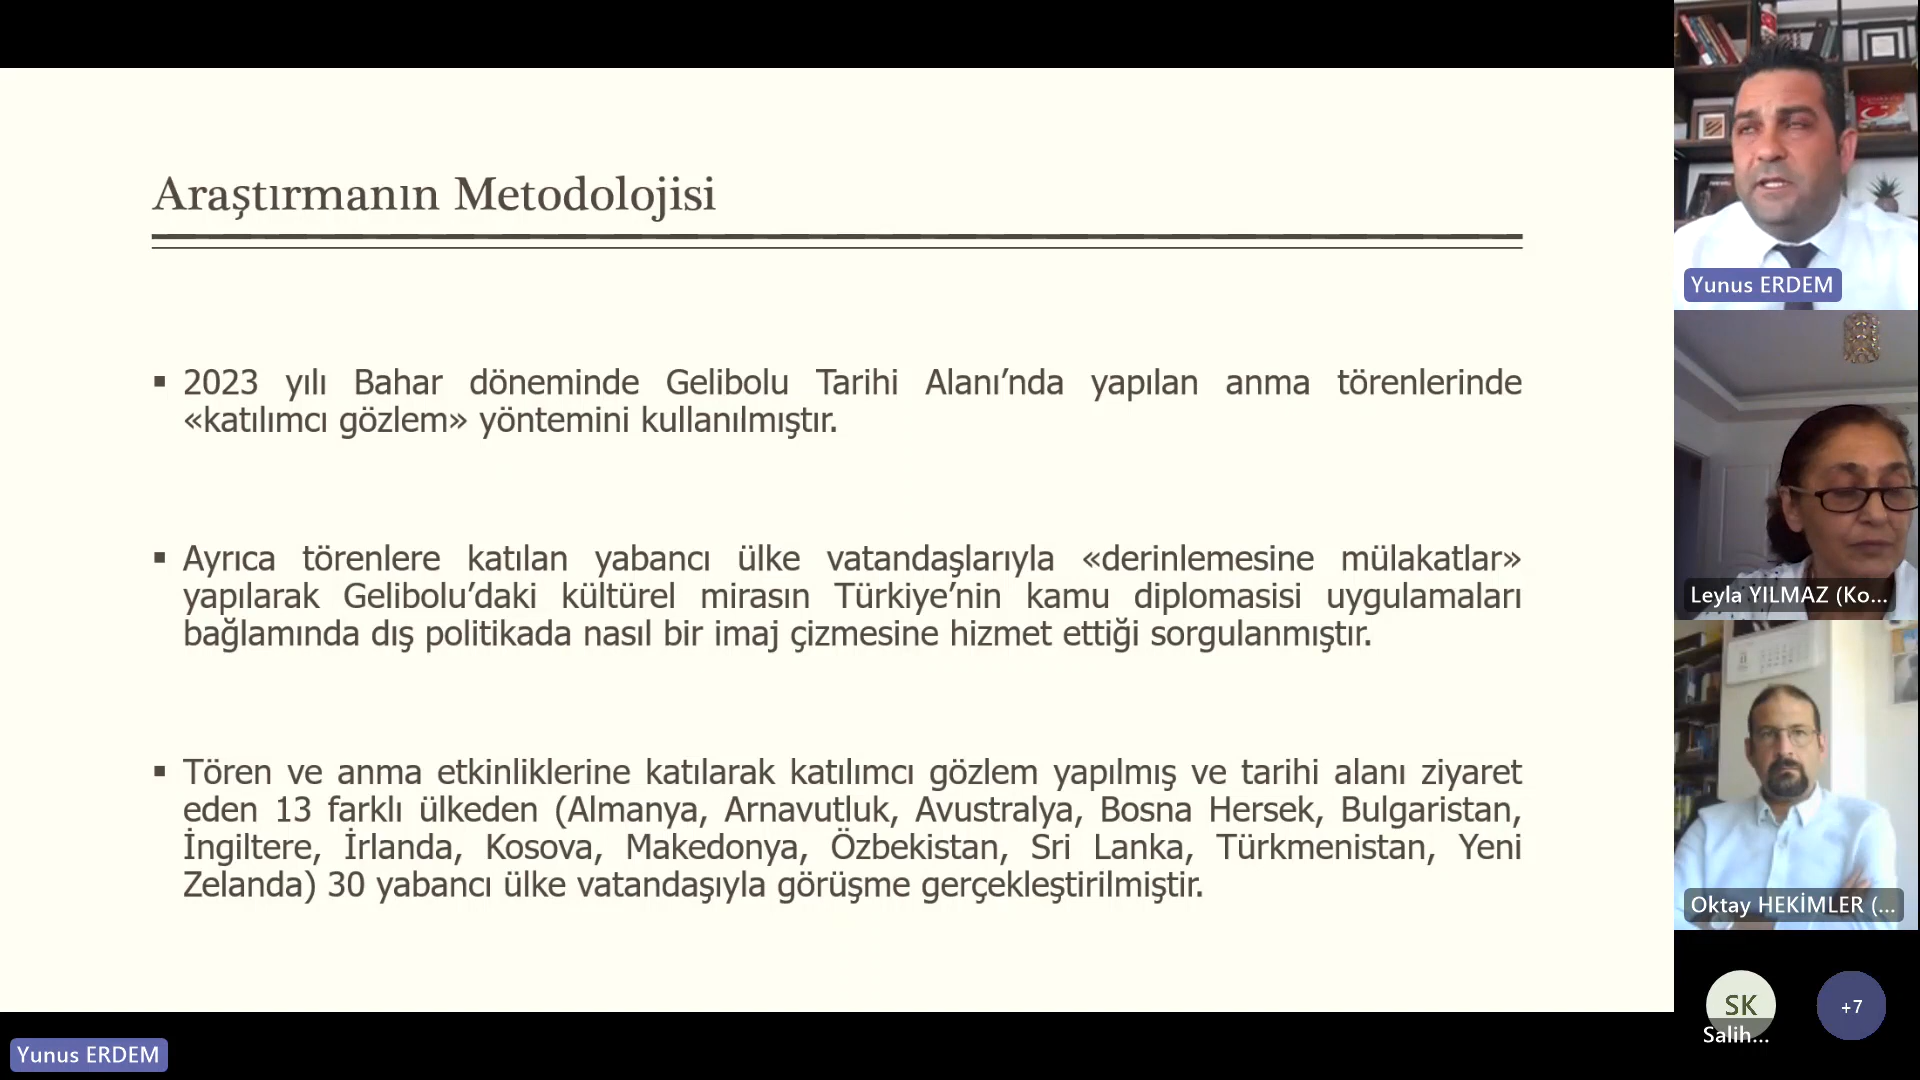 Araştırmanın Metodolojisi
▪ 2023 yılı Bahar döneminde Gelibolu Tarihi Alanı’nda yapılan anma törenlerinde
«katılımcı gözlem» yöntemini kullanılmıştır.
▪ Ayrıca törenlere katılan yabancı ülke vatandaşlarıyla «derinlemesine mülakatlar»
yapılarak Gelibolu’daki kültürel mirasın Türkiye’nin kamu diplomasisi uygulamaları
bağlamında dış politikada nasıl bir imaj çizmesine hizmet ettiği sorgulanmıştır.
▪ Tören ve anma etkinliklerine katılarak katılımcı gözlem yapılmış ve tarihi alanı ziyaret
eden 13 farklı ülkeden (Almanya, Arnavutluk, Avustralya, Bosna Hersek, Bulgaristan,
İngiltere, İrlanda, Kosova, Makedonya, Özbekistan, Sri Lanka, Türkmenistan, Yeni
Zelanda) 30 yabancı ülke vatandaşıyla görüşme gerçekleştirilmiştir.
Yunus ERDEM
Yunus ERDEM
Leyla YILMAZ (Ko...
Oktay HEKİMLER (...
SK
Salih...
+7